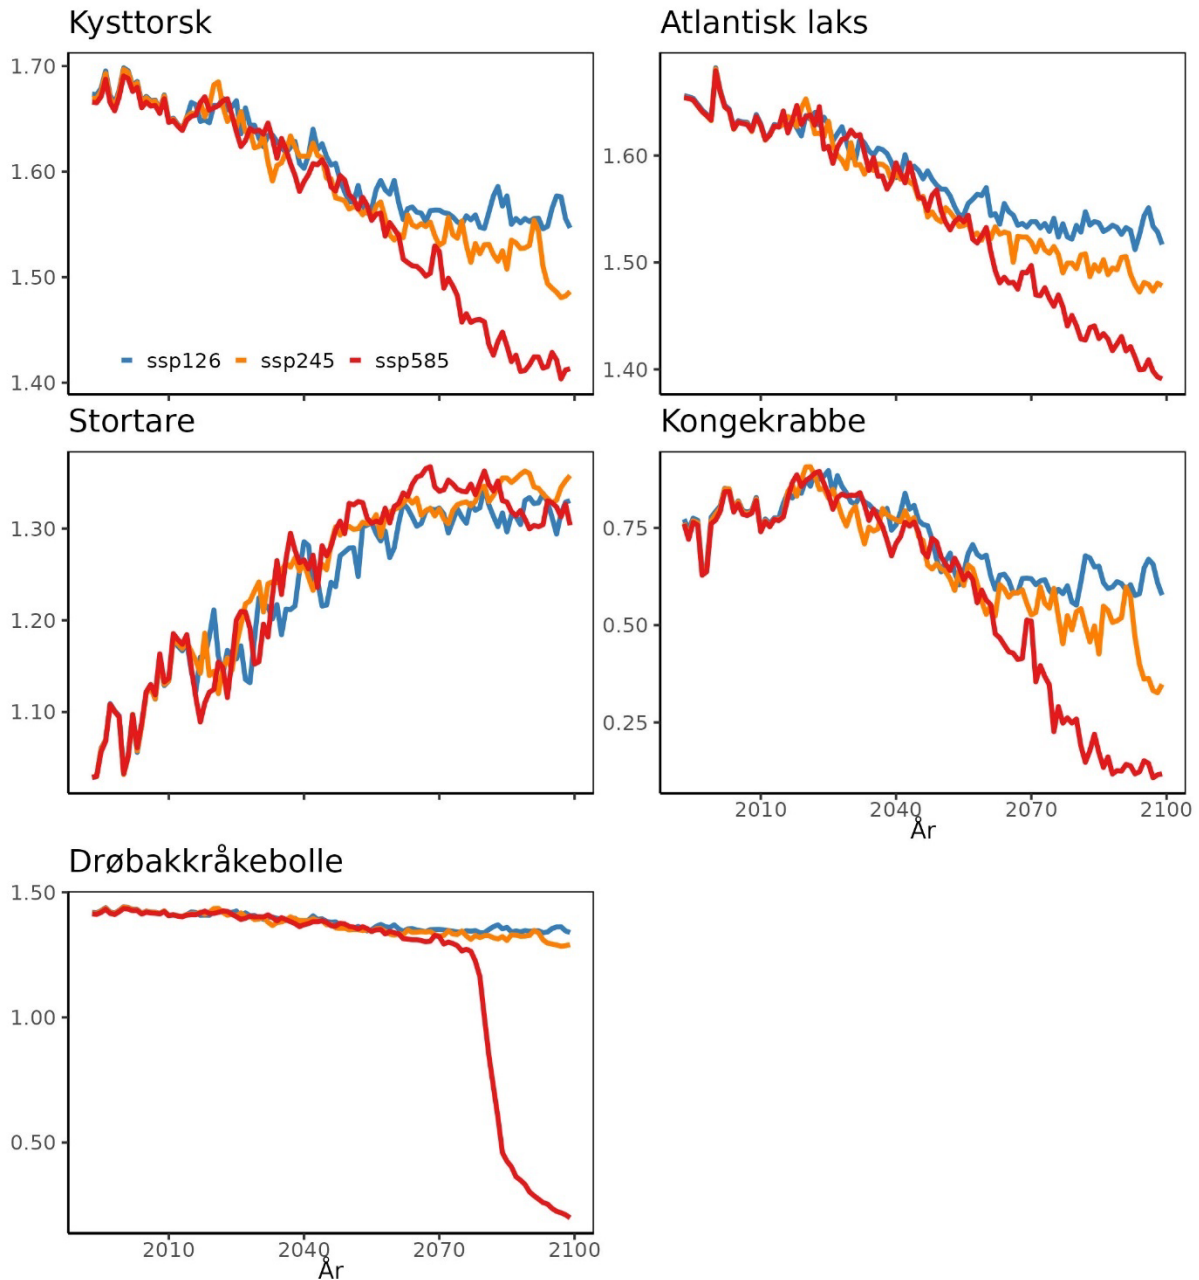 Kysttorsk
1.70
1.60
1.50
1.40
ssp126 ssp245 ssp585
Atlantisk laks
1.60
1.50
1.40
Stortare
1.30
1.20
1.10
Kongekrabbe
0.75
0.50
0.25
2010 2040 2070 2100
År
Drøbakkråkebolle
1.50
1.00
0.50
2010 2040 2070 2100
År